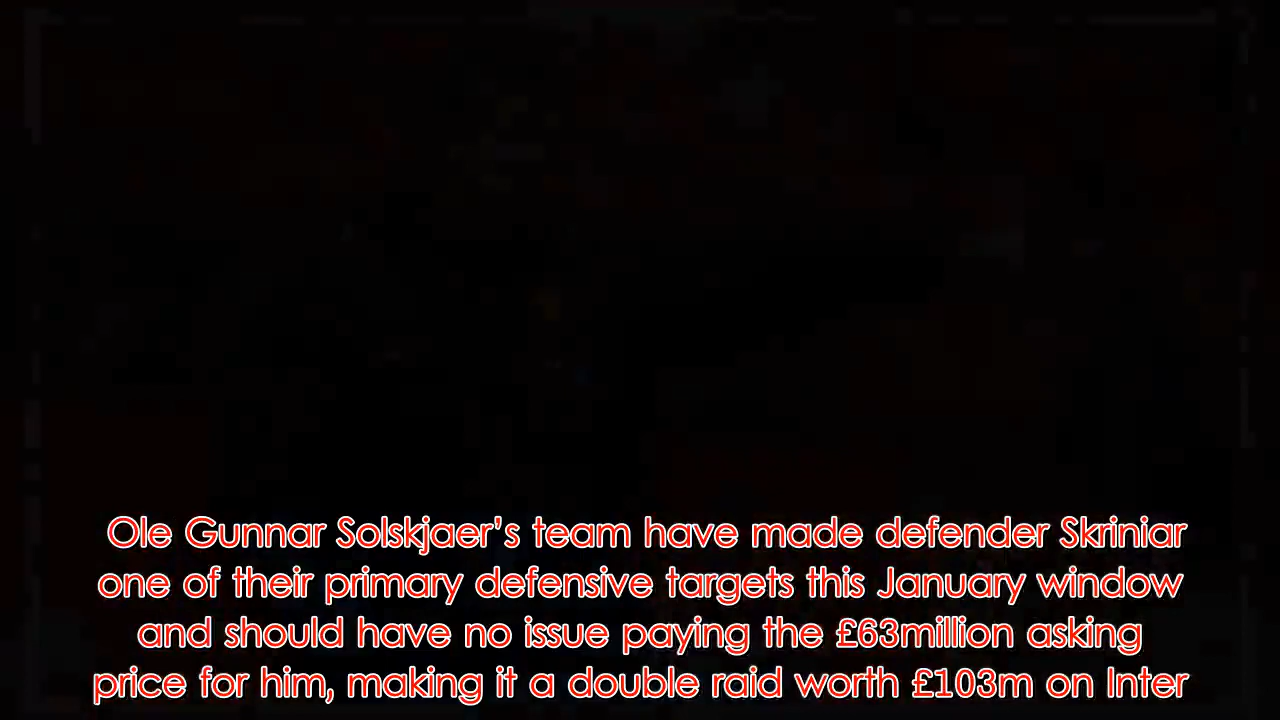 Ole Gunnar Solskjaer’s team have made defender Skriniar
one of their primary defensive targets this January window
and should have no issue paying the £63million asking
price for him, making it a double raid worth £103m on Inter